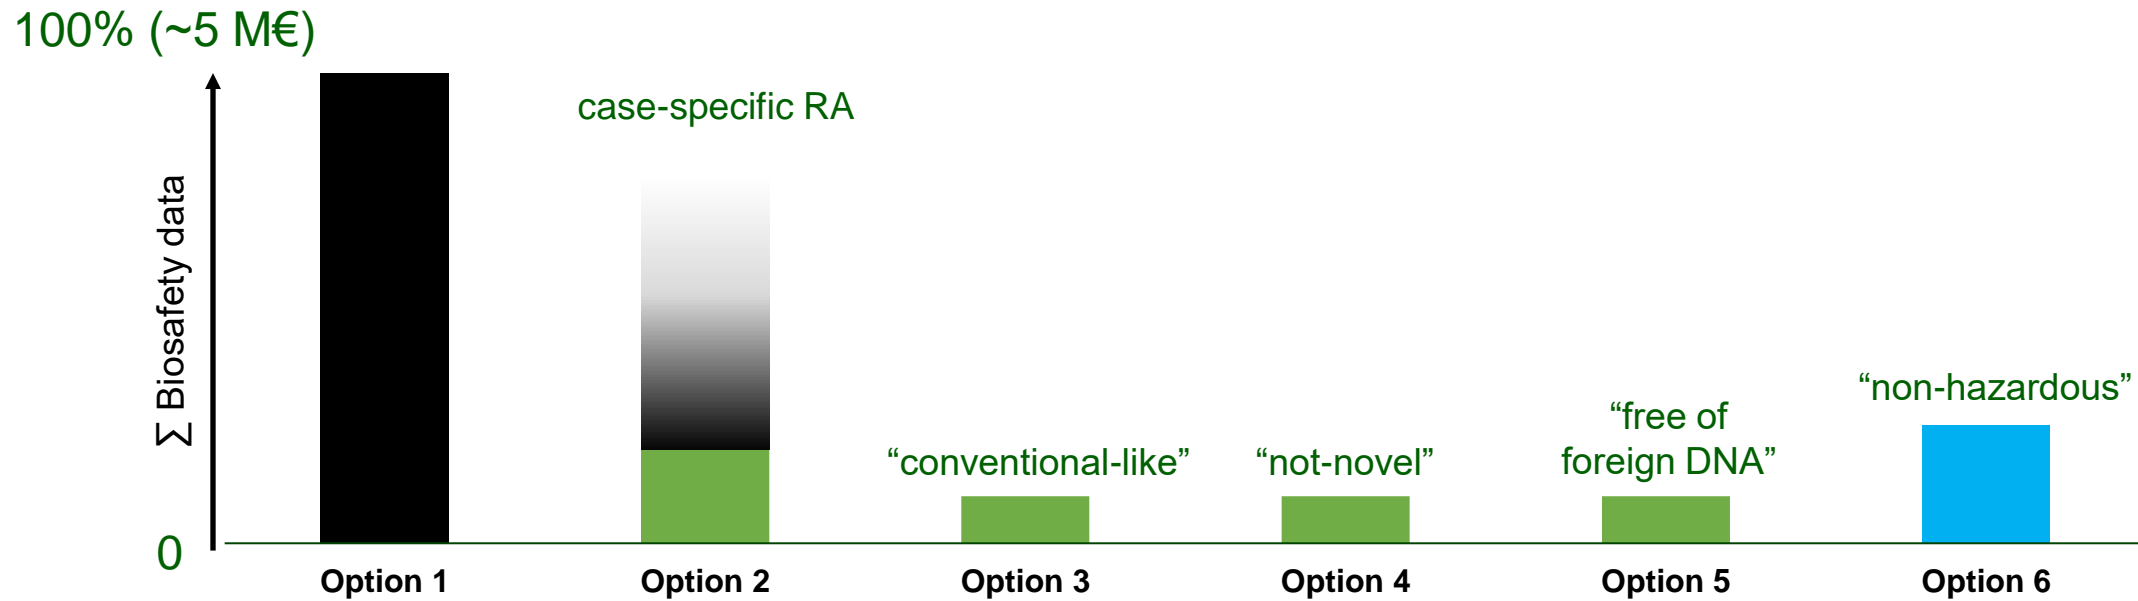 100% (~5 M€)
∑ Biosafety data
0
case-specific RA
“conventional-like”
“not-novel”
“free of
foreign DNA”
“non-hazardous”
Option 1
Option 2
Option 3
Option 4
Option 5
Option 6